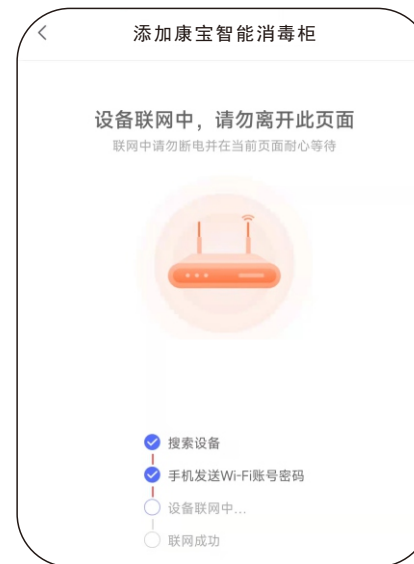 添加康宝智能消毒柜
设备联网中，请勿离开此页面
联网中请勿断电并在当前页面耐心等待
搜索设备
手机发送Wi-Fi账号密码
设备联网中...
联网成功